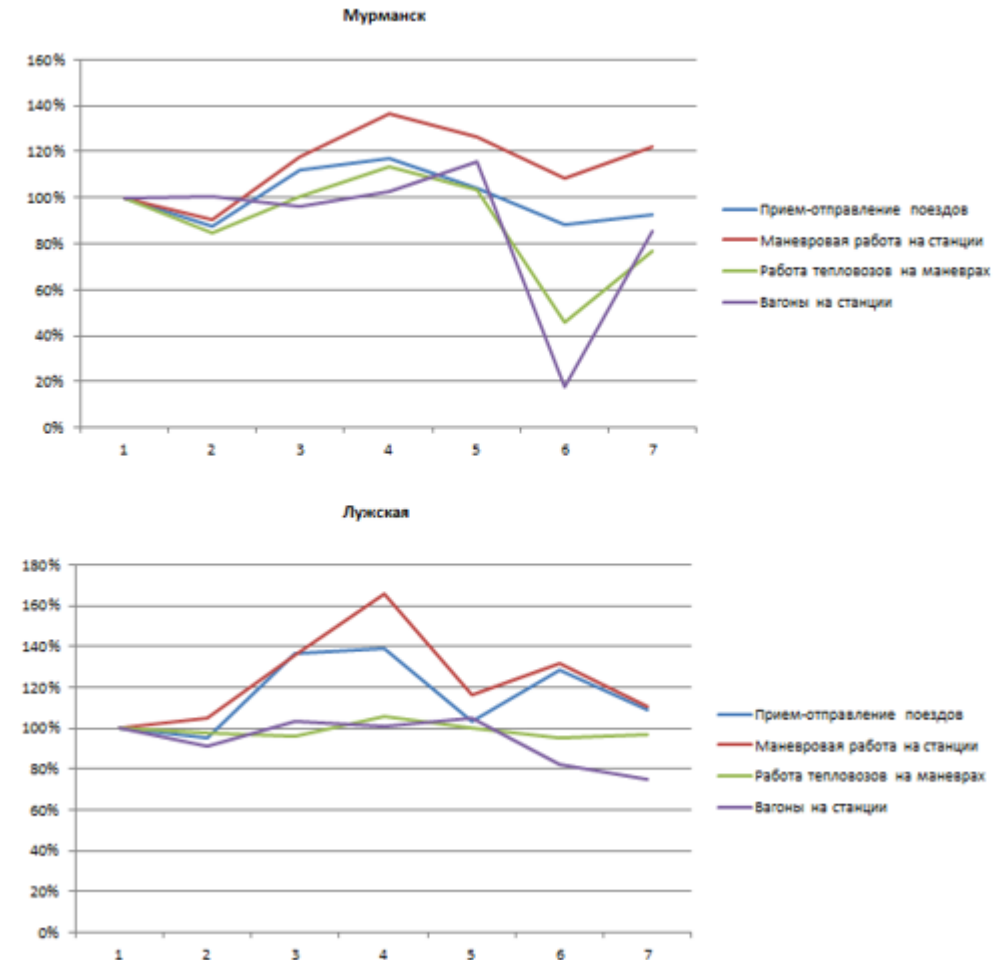 Мурманск
160%
140%
120%
100%
80%
60%
40%
20%
0%
1 2 3 4 5 6 7
Прием-отправление поездов
Маневровая работа на станции
Работа тепловозов на маневрах
Вагоны на станции
Лужская
180%
160%
140%
120%
100%
80%
60%
40%
20%
0%
1 2 3 4 5 6 7
Прием-отправление поездов
Маневровая работа на станции
Работа тепловозов на маневрах
Вагоны на станции